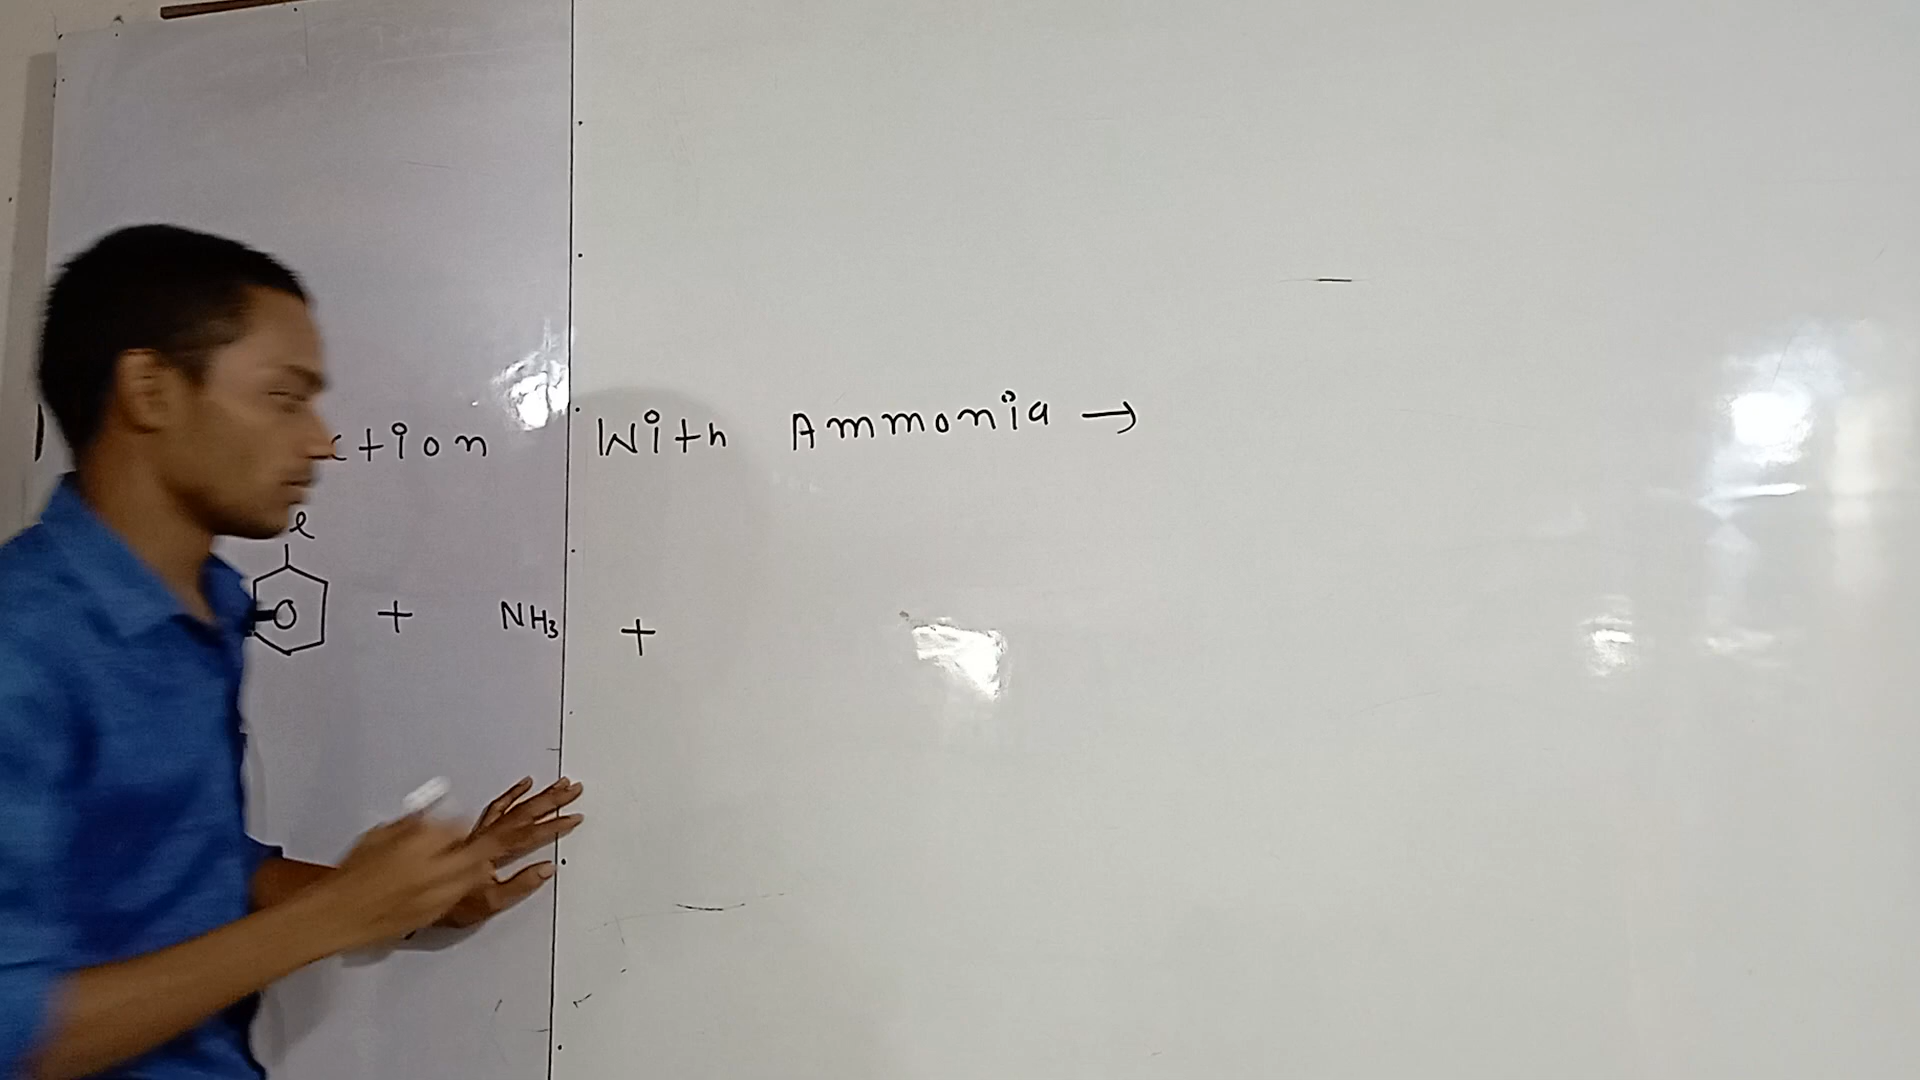 ction With Ammonia →
l
+ NH₃ +